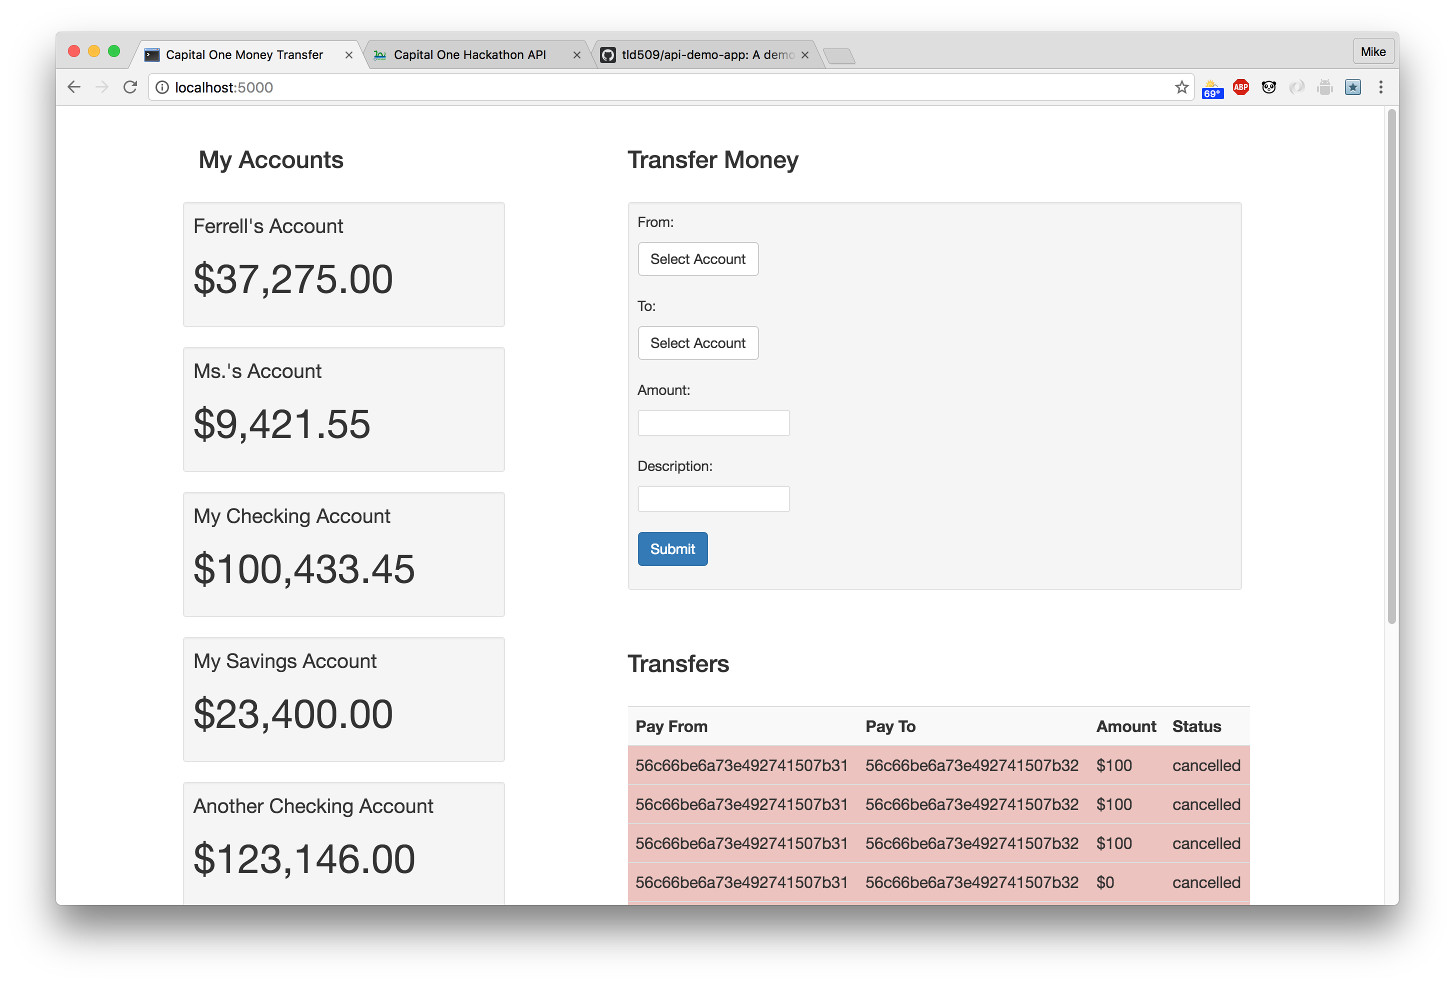 Capital One Money Transfer
Capital One Hackathon API
tld509/api-demo-app: A demo
Mike
localhost:5000
69°
ABP
My Accounts
Ferrell's Account
$37,275.00
Ms.'s Account
$9,421.55
My Checking Account
$100,433.45
My Savings Account
$23,400.00
Another Checking Account
$123,146.00
Transfer Money
From:
Select Account
To:
Select Account
Amount:
Description:
Submit
Transfers
Pay From Pay To Amount Status
56c66be6a73e492741507b31 56c66be6a73e492741507b32 $100 cancelled
56c66be6a73e492741507b31 56c66be6a73e492741507b32 $100 cancelled
56c66be6a73e492741507b31 56c66be6a73e492741507b32 $100 cancelled
56c66be6a73e492741507b31 56c66be6a73e492741507b32 $0 cancelled